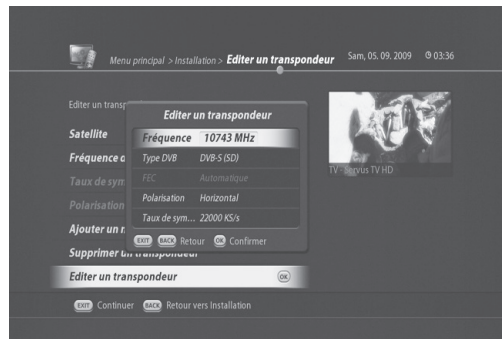 Menu principal > Installation > Editer un transpondeur
Sam, 05. 09. 2009 03:36
Editer un
Editer un transpondeur
Satellite
Fréquence 10743 MHz
Fréquence
Type DVB DVB-S (SD)
TV - Servus TV HD
Taux de
FEC Automatique
Polarisation
Polarisation Horizontal
Ajouter un
Taux de sym... 22000 KS/s
EXIT BACK Retour OK Confirmer
Supprimer un transpondeur
Editer un transpondeur OK
EXIT Continuer BACK Retour vers Installation